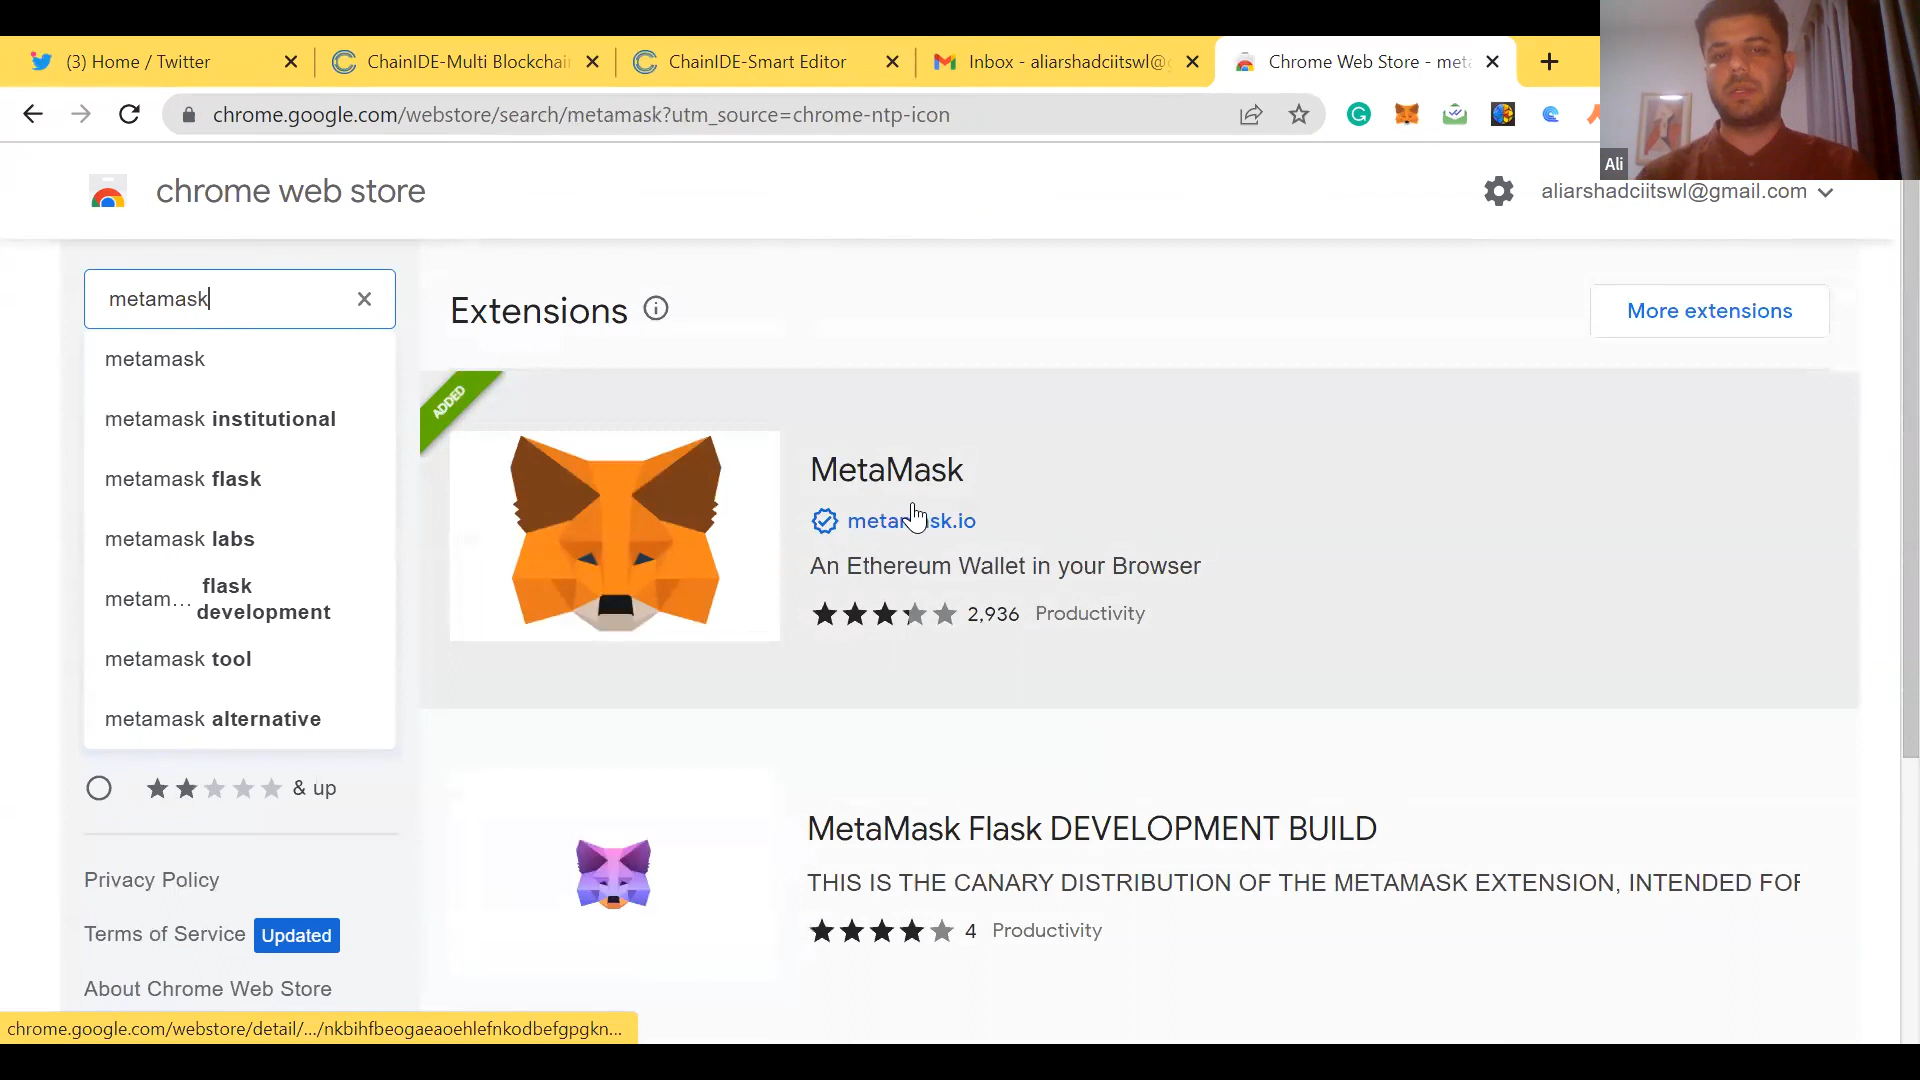 (3) Home / Twitter
ChainIDE-Multi Blockchain
ChainIDE-Smart Editor
Inbox - aliarshadciitswl@g
Chrome Web Store - meta
chrome.google.com/webstore/search/metamask?utm_source=chrome-ntp-icon
Ali
chrome web store
aliarshadciitswl@gmail.com
metamask
metamask
metamask institutional
metamask flask
metamask labs
metam... flask development
metamask tool
metamask alternative
& up
Privacy Policy
Terms of Service Updated
About Chrome Web Store
Extensions
More extensions
ADDED
MetaMask
metamask.io
An Ethereum Wallet in your Browser
2,936 Productivity
MetaMask Flask DEVELOPMENT BUILD
THIS IS THE CANARY DISTRIBUTION OF THE METAMASK EXTENSION, INTENDED FOR
4 Productivity
chrome.google.com/webstore/detail/.../nkbihfbeogaeaoehlefnkodbefgpgkn...